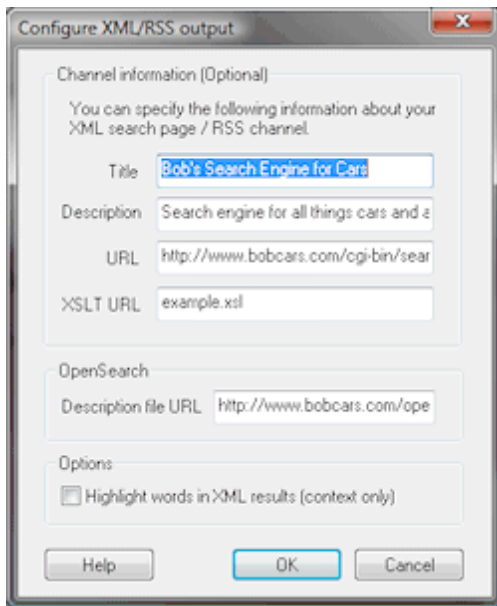 Configure XML/RSS output
Channel information (Optional)
You can specify the following information about your
XML search page / RSS channel.
Title Bob's Search Engine for Cars
Description Search engine for all things cars and a
URL http://www.bobcars.com/cgi-bin/sear
XSLT URL example.xsl
OpenSearch
Description file URL http://www.bobcars.com/ope
Options
Highlight words in XML results (context only)
Help OK Cancel